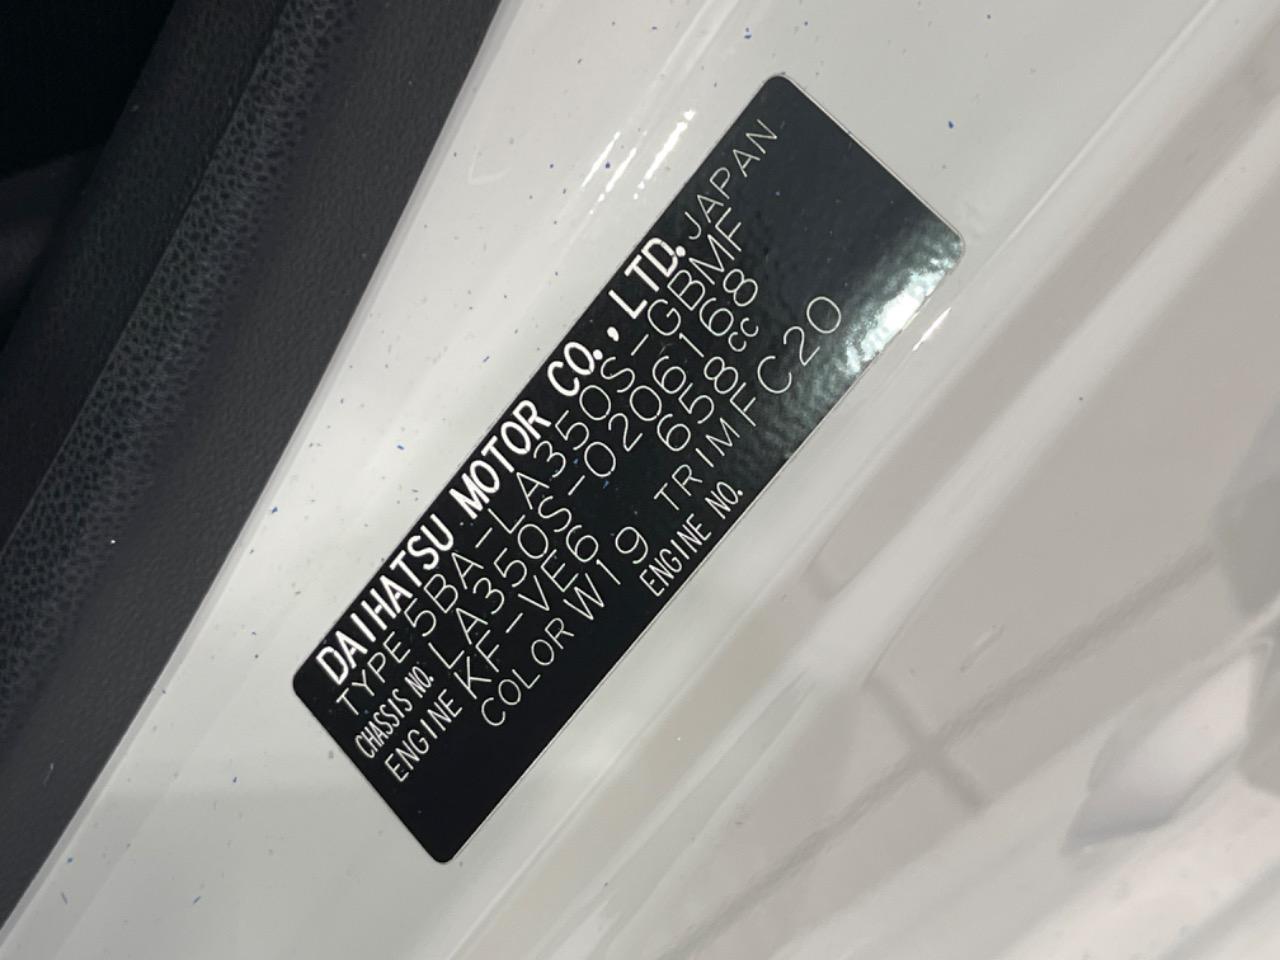 DAIHATSU MOTOR CO., LTD. JAPAN
TYPE 5BA-LA350S-GBMF
CHASSIS NO. LA350S-0206168
ENGINE KF-VE6 658cc
COLOR W19 TRIM FC20
ENGINE NO.